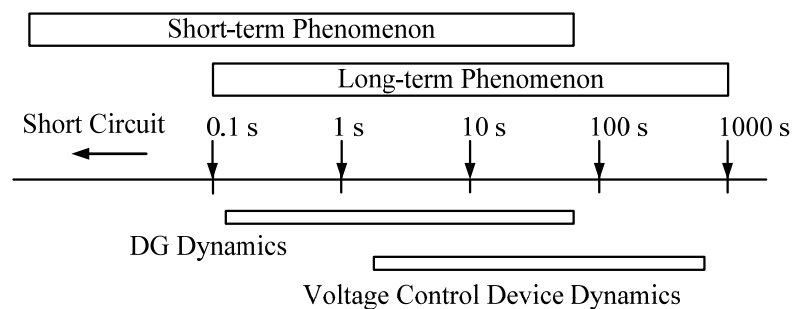 Short-term Phenomenon
Long-term Phenomenon
Short Circuit
0.1 s
1 s
10 s
100 s
1000 s
DG Dynamics
Voltage Control Device Dynamics